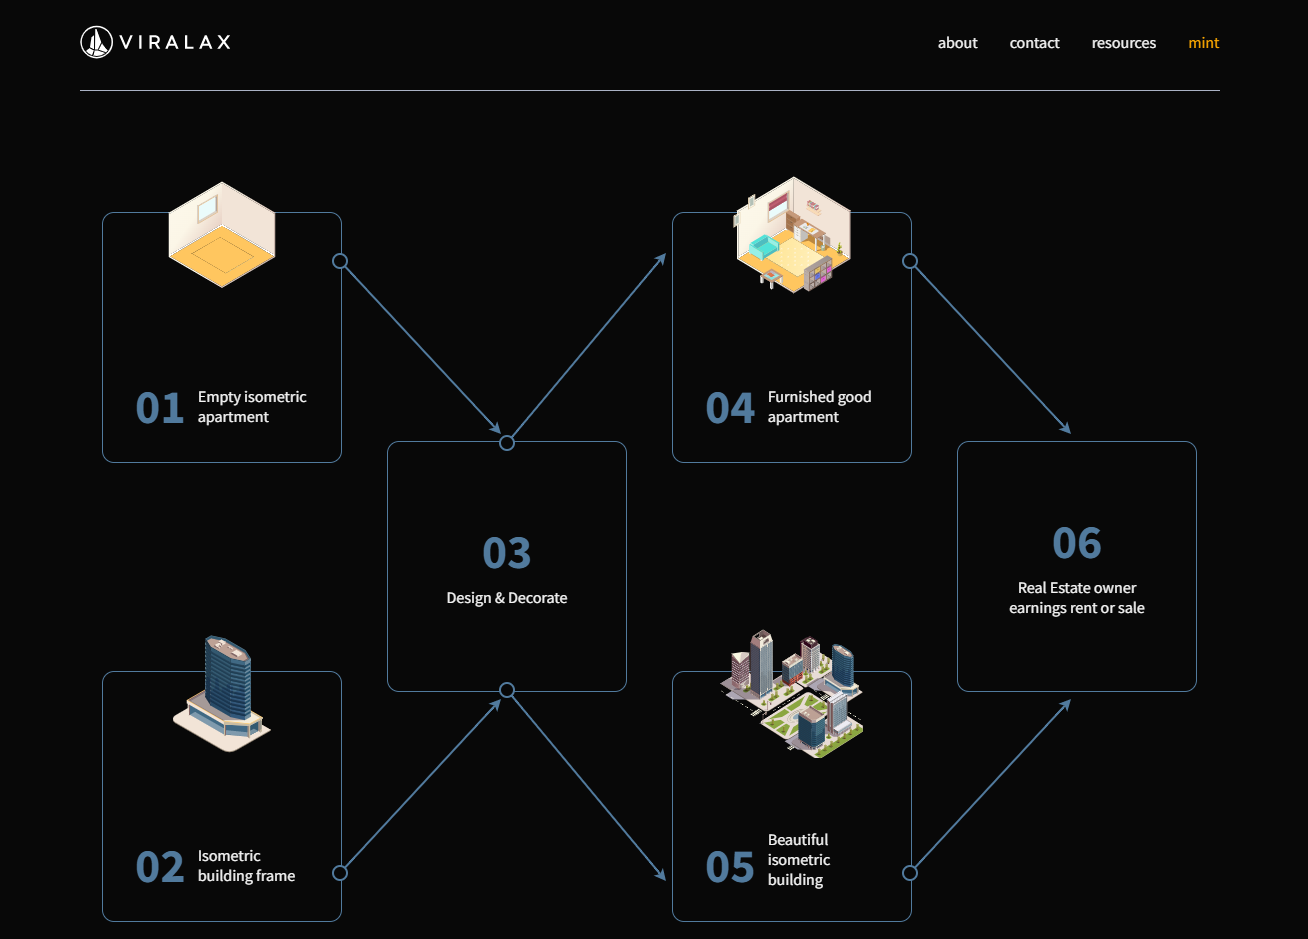 VIRALAX
about
contact
resources
mint
01
Empty isometric
apartment
04
Furnished good
apartment
03
Design & Decorate
06
Real Estate owner
earnings rent or sale
02
Isometric
building frame
05
Beautiful
isometric
building